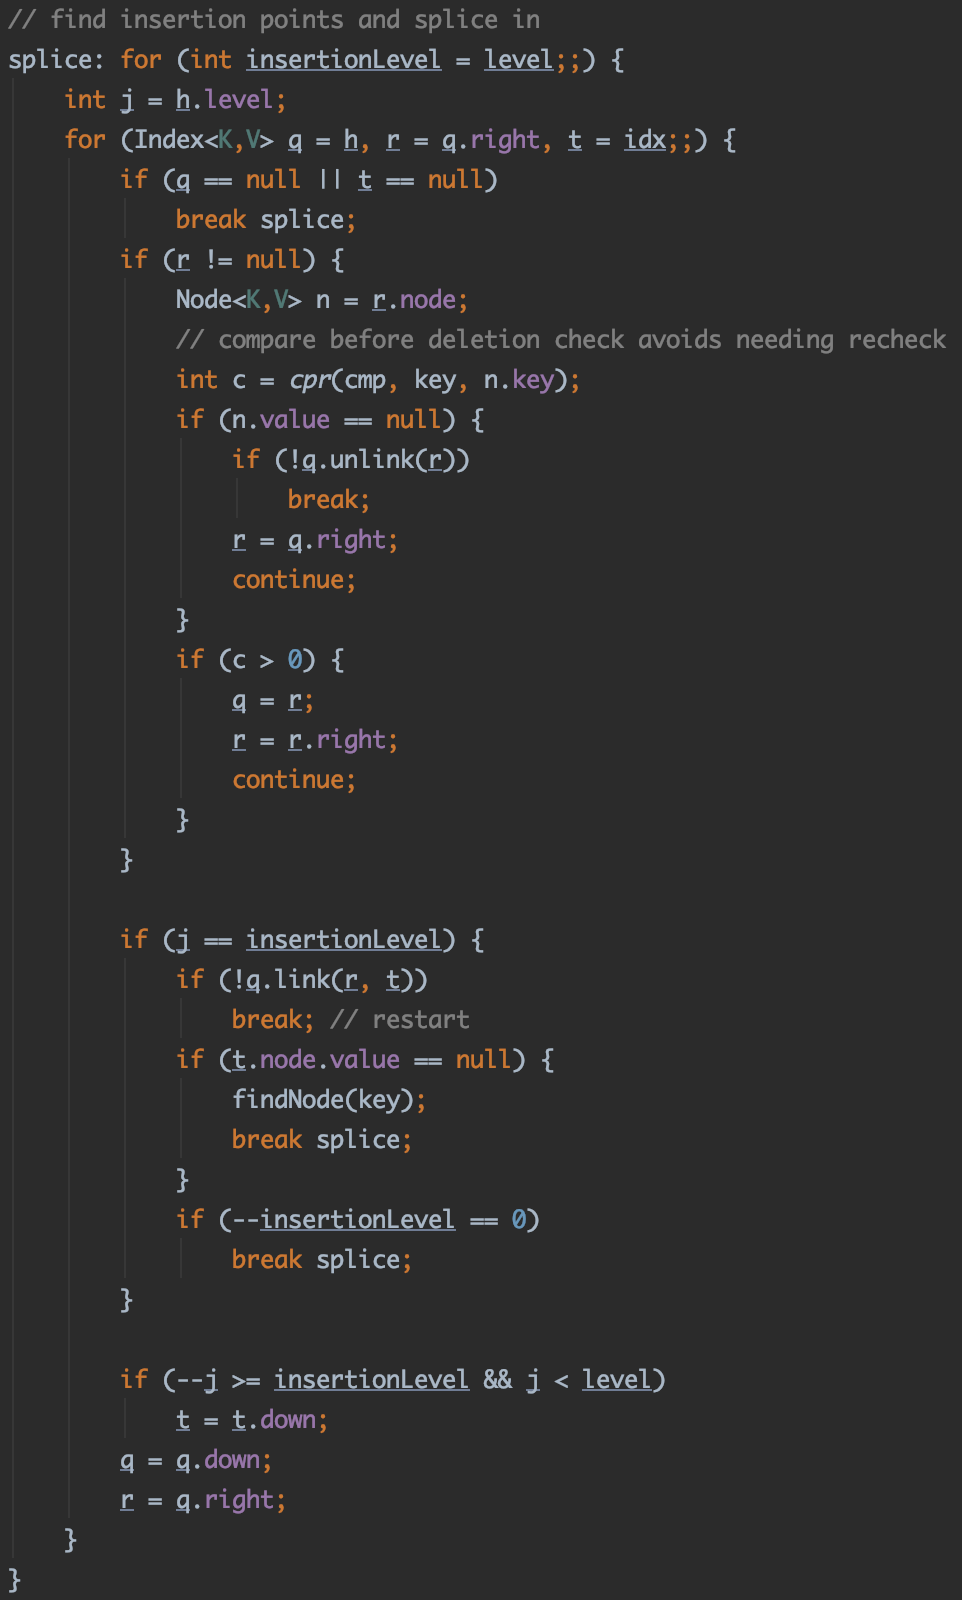 // find insertion points and splice in
splice: for (int insertionLevel = level;;) {
    int j = h.level;
    for (Index<K,V> q = h, r = q.right, t = idx;;) {
        if (q == null || t == null)
            break splice;
        if (r != null) {
            Node<K,V> n = r.node;
            // compare before deletion check avoids needing recheck
            int c = cpr(cmp, key, n.key);
            if (n.value == null) {
                if (!q.unlink(r))
                    break;
                r = q.right;
                continue;
            }
            if (c > 0) {
                q = r;
                r = r.right;
                continue;
            }
        }

        if (j == insertionLevel) {
            if (!q.link(r, t))
                break; // restart
            if (t.node.value == null) {
                findNode(key);
                break splice;
            }
            if (--insertionLevel == 0)
                break splice;
        }

        if (--j >= insertionLevel && j < level)
            t = t.down;
        q = q.down;
        r = q.right;
    }
}